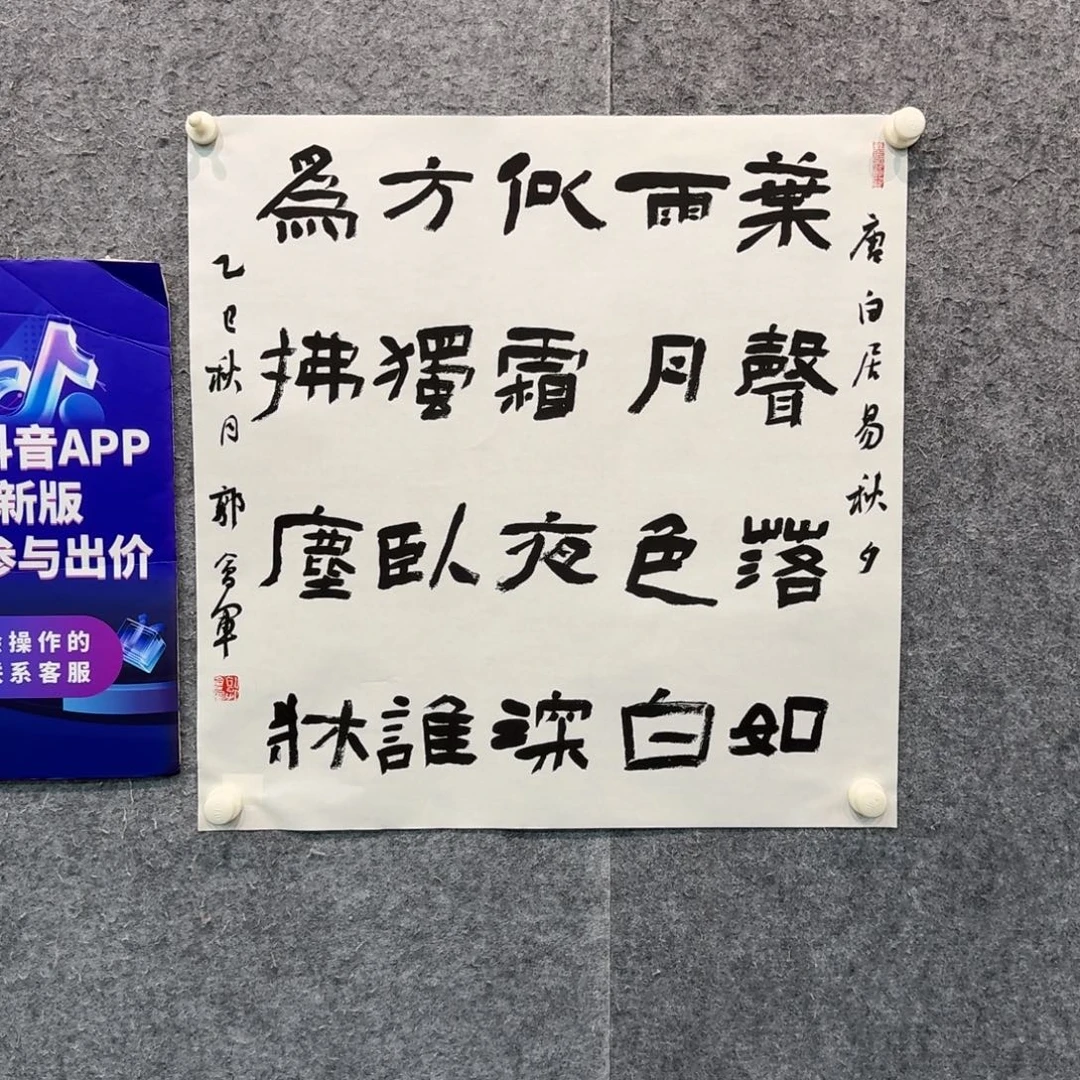 唐白居易秋夕
葉聲落如
雨月色白
似霜夜深
方獨臥誰
為拂塵牀
乙巳秋月 郭會軍
抖音APP
新版
参与出价
操作的
联系客服